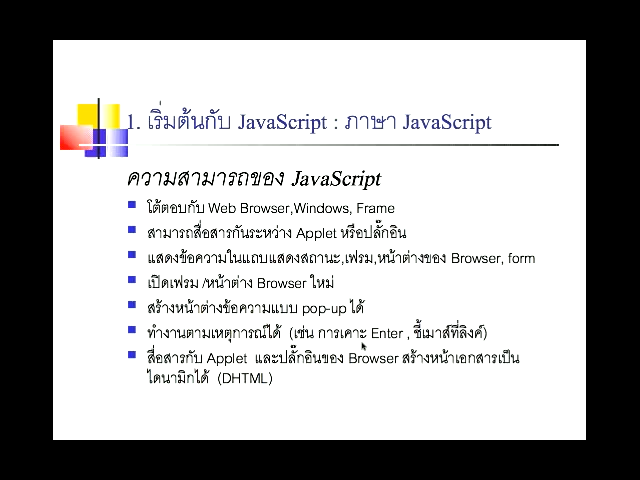 1. เริ่มต้นกับ JavaScript : ภาษา JavaScript
ความสามารถของ JavaScript
โต้ตอบกับ Web Browser,Windows, Frame
สามารถสื่อสารกันระหว่าง Applet หรือปลั๊กอิน
แสดงข้อความในแถบแสดงสถานะ,เฟรม,หน้าต่างของ Browser, form
เปิดเฟรม /หน้าต่าง Browser ใหม่
สร้างหน้าต่างข้อความแบบ pop-up ได้
ทำงานตามเหตุการณ์ได้ (เช่น การเคาะ Enter , ชี้เมาส์ที่ลิงค์)
สื่อสารกับ Applet และปลั๊กอินของ Browser สร้างหน้าเอกสารเป็น
ไดนามิกได้ (DHTML)